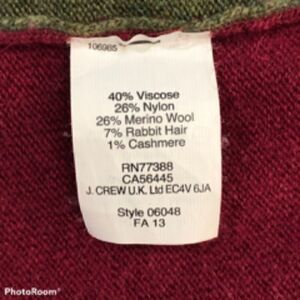 106985
40% Viscose
26% Nylon
26% Merino Wool
7% Rabbit Hair
1% Cashmere
RN77388
CA56445
J. CREW U.K. Ltd EC4V 6JA
Style 06048
FA 13
PhotoRoom